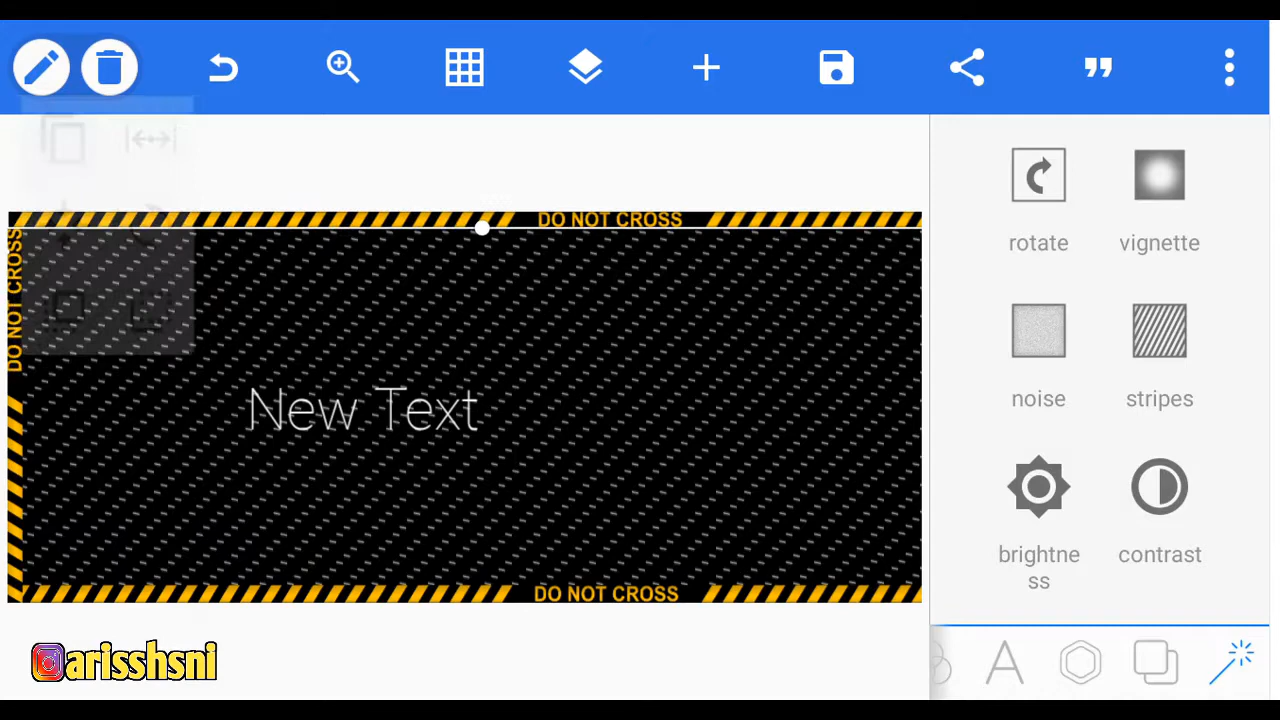 DO NOT CROSS
DO NOT CROSS
New Text
DO NOT CROSS
rotate
vignette
noise
stripes
brightne
ss
contrast
A
@arisshsni